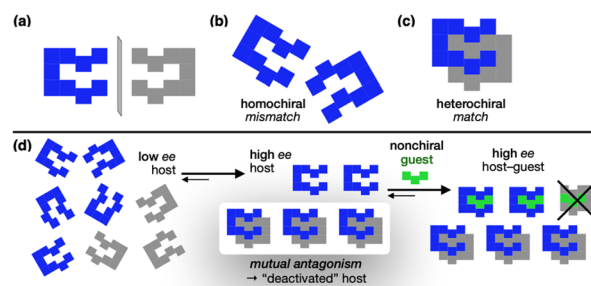 (a)
(b)
(c)
homochiral
mismatch
heterochiral
match
(d)
low ee
host
high ee
host
nonchiral
guest
high ee
host–guest
mutual antagonism
→ "deactivated" host